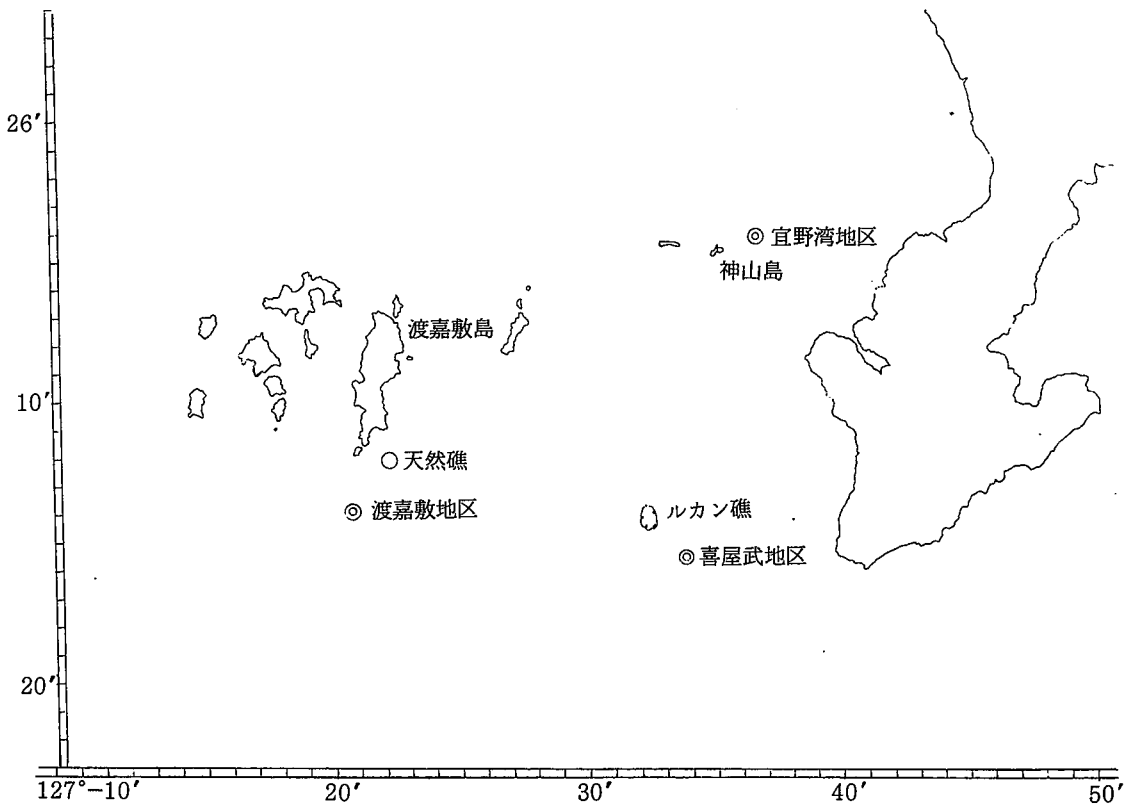 26′
◎ 宜野湾地区
神山島
渡嘉敷島
10′
○ 天然礁
◎ 渡嘉敷地区
ルカン礁
◎ 喜屋武地区
20′
127°-10′ 20′ 30′ 40′ 50′